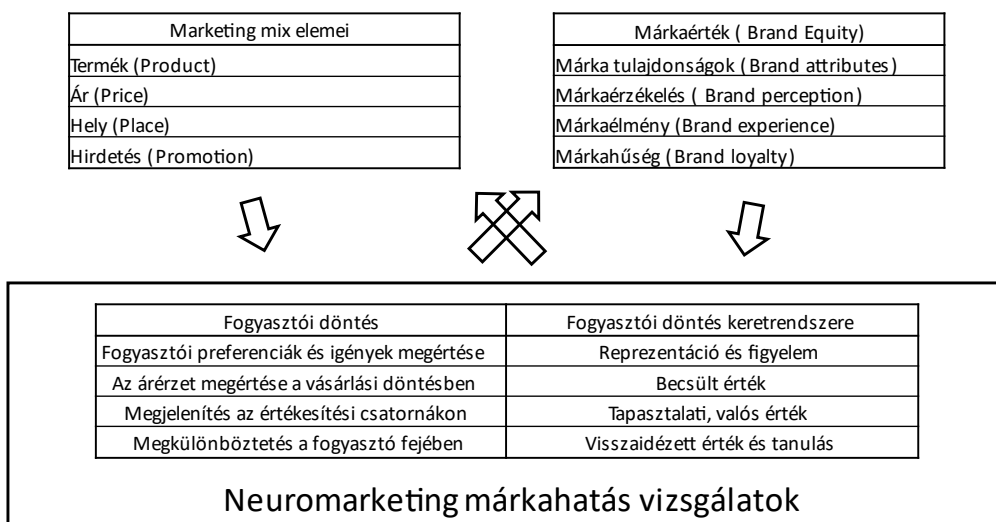 Marketing mix elemei
Termék (Product)
Ár (Price)
Hely (Place)
Hirdetés (Promotion)
Márkaérték ( Brand Equity)
Márka tulajdonságok (Brand attributes)
Márkaérzékelés ( Brand perception)
Márkaélmény (Brand experience)
Márkahűség (Brand loyalty)
Fogyasztói döntés
Fogyasztói döntés keretrendszere
Fogyasztói preferenciák és igények megértése
Reprezentáció és figyelem
Az árérzet megértése a vásárlási döntésben
Becsült érték
Megjelenítés az értékesítési csatornákon
Tapasztalati, valós érték
Megkülönböztetés a fogyasztó fejében
Visszaidézett érték és tanulás
Neuromarketing márkahatás vizsgálatok